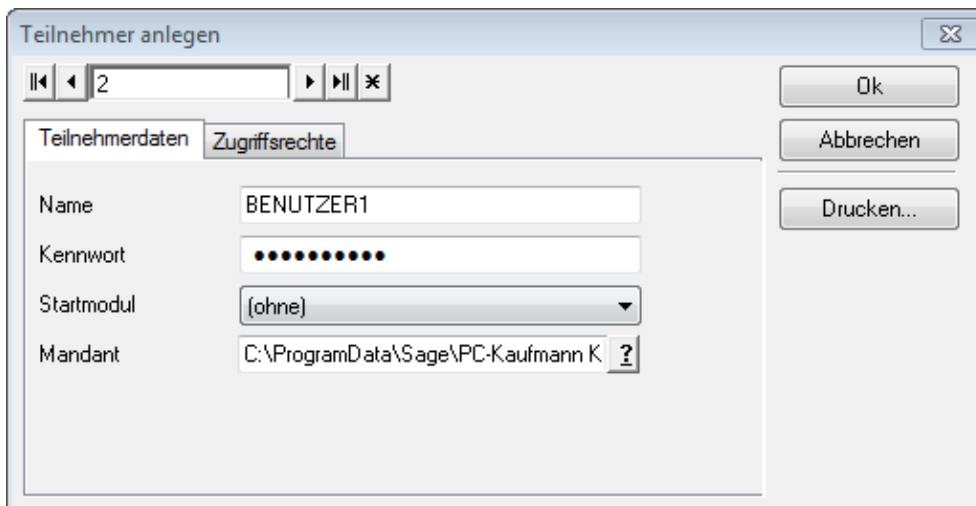 Teilnehmer anlegen
2
Ok
Teilnehmerdaten Zugriffsrechte
Abbrechen
Name BENUTZER1
Drucken...
Kennwort ••••••••••
Startmodul (ohne)
Mandant C:\ProgramData\Sage\PC-Kaufmann K ?